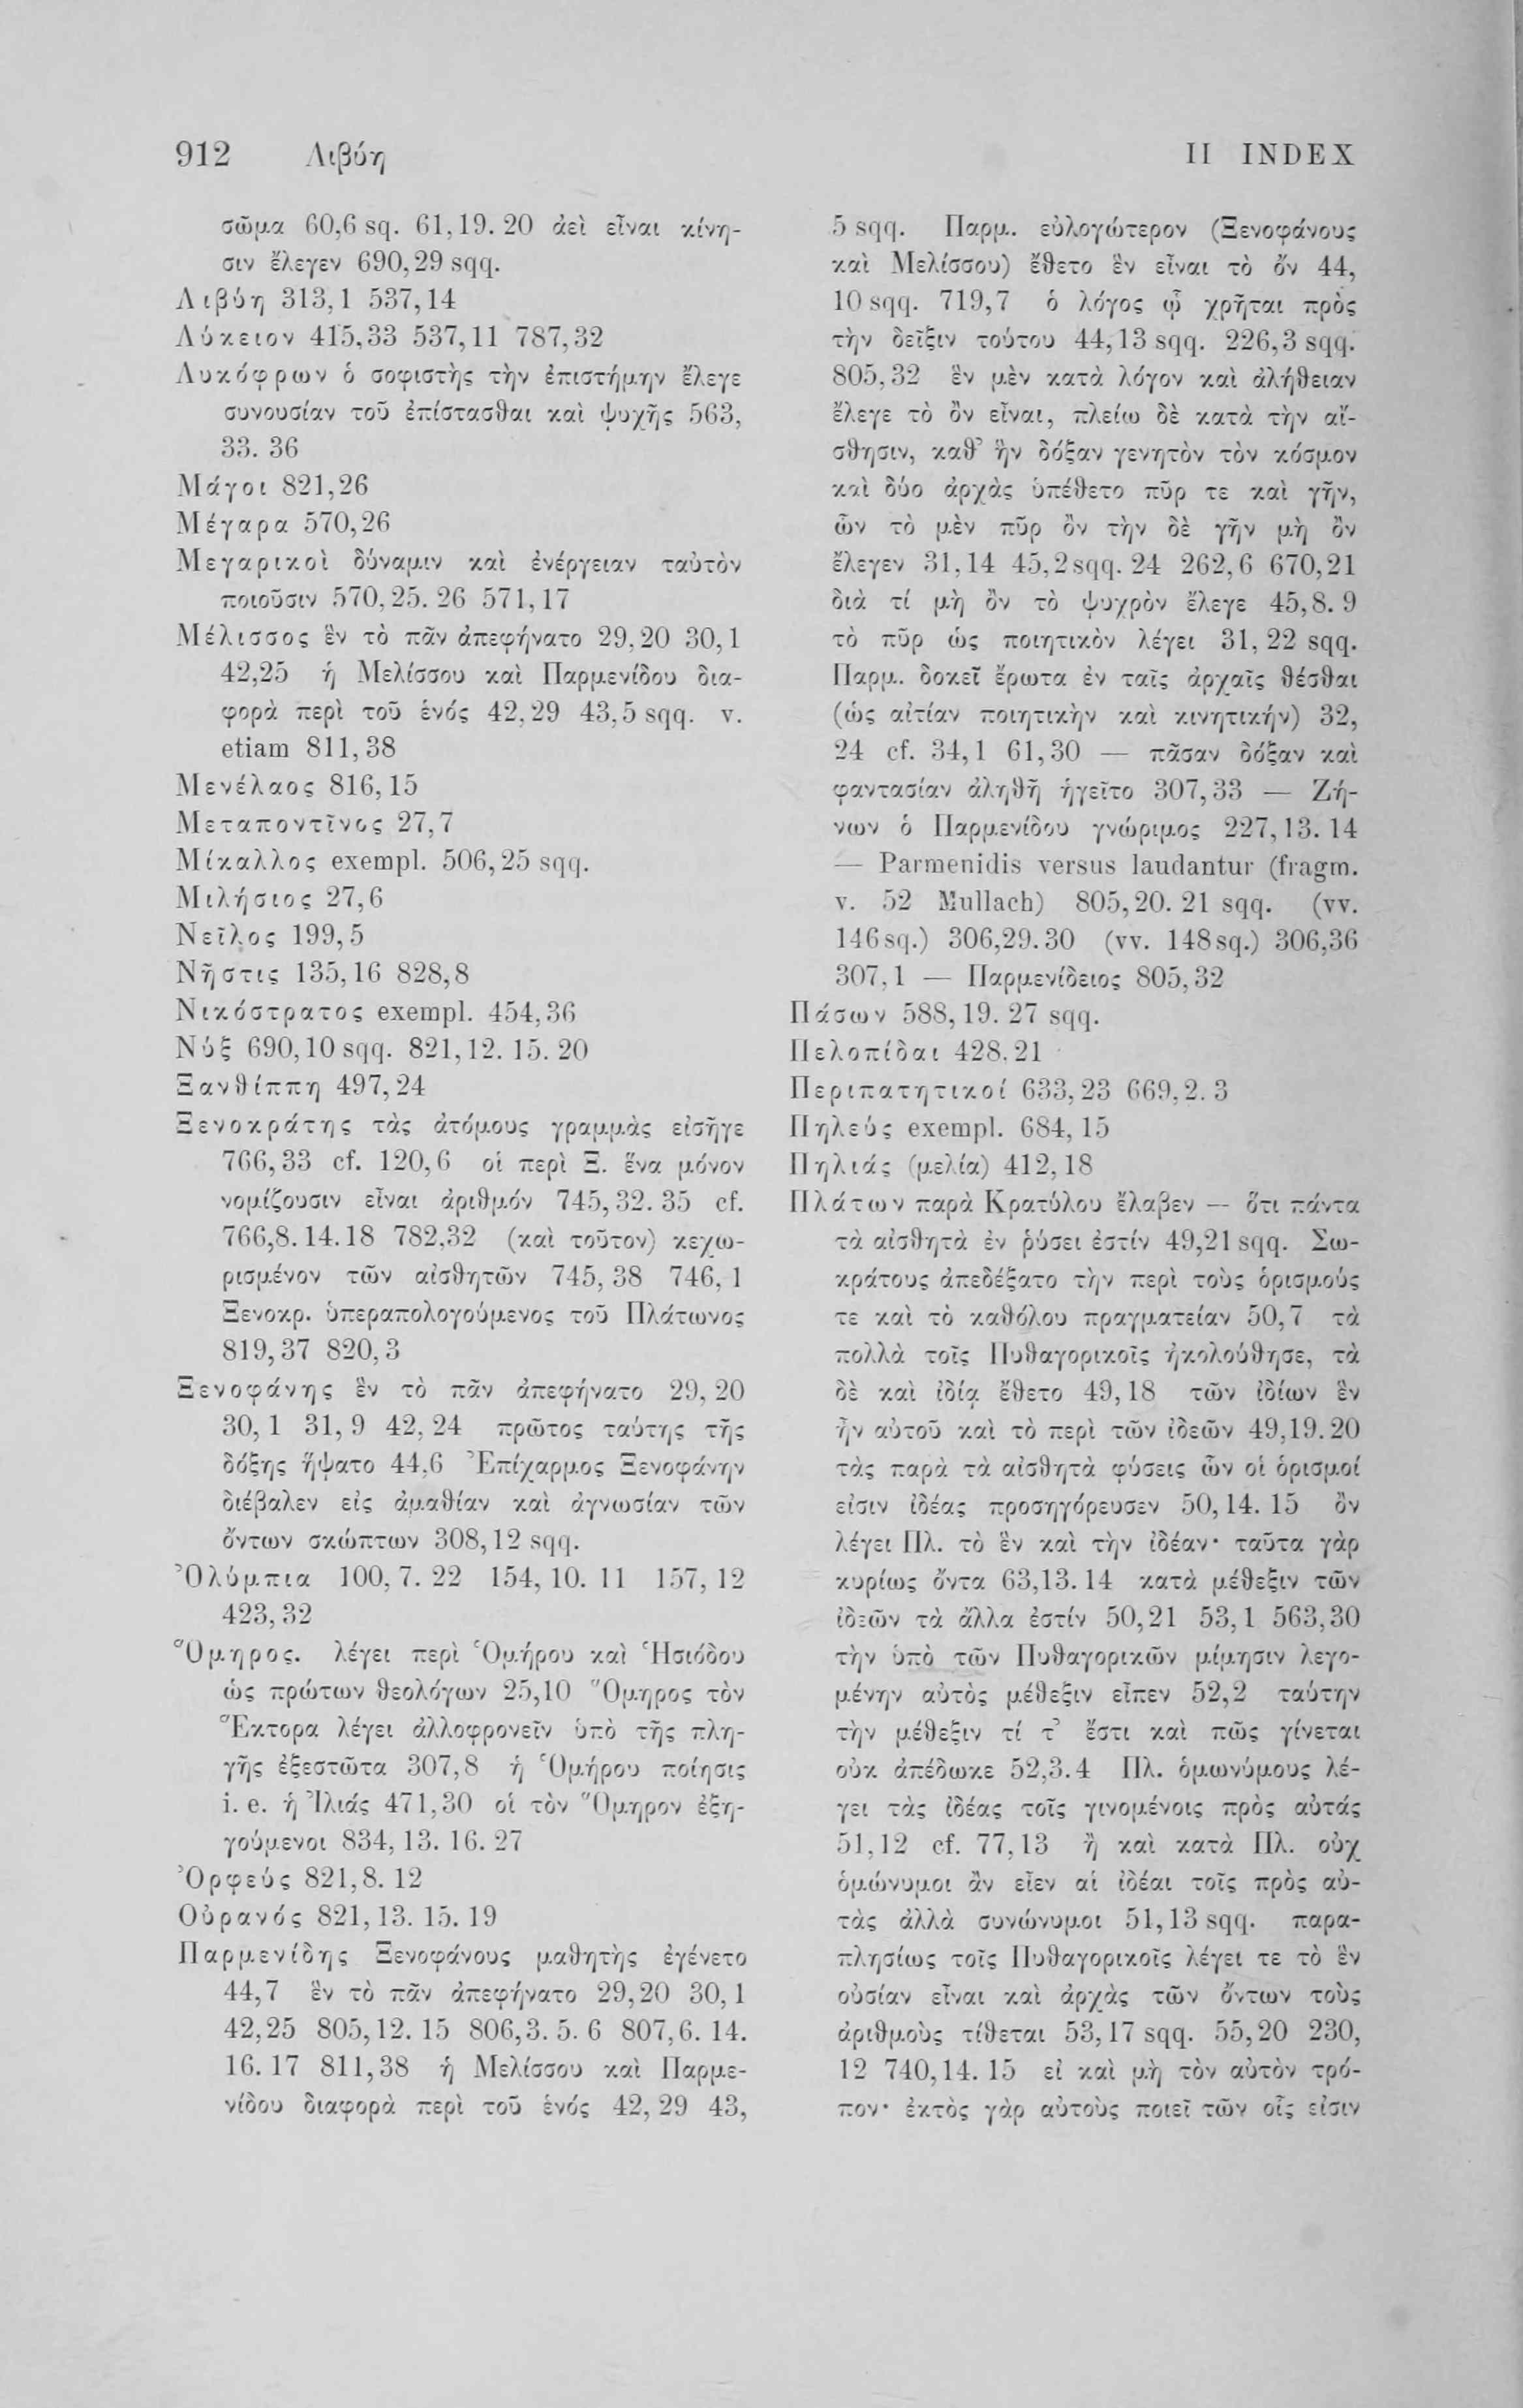 912 Λιβύη
II INDEX
σῶμα 60,6 sq. 61,19. 20 ἀεὶ εἶναι κίνη-
σιν ἔλεγεν 690,29 sqq.
Λιβύη 313,1 537,14
Λύκειον 415,33 537,11 787,32
Λυκόφρων ὁ σοφιστὴς τὴν ἐπιστήμην ἔλεγε
συνουσίαν τοῦ ἐπίστασθαι καὶ ψυχῆς 563,
33. 36
Μάγοι 821,26
Μέγαρα 570,26
Μεγαρικοὶ δύναμιν καὶ ἐνέργειαν ταὐτὸν
ποιοῦσιν 570,25. 26 571,17
Μέλισσος ἓν τὸ πᾶν ἀπεφήνατο 29,20 30,1
42,25 ἡ Μελίσσου καὶ Παρμενίδου δια-
φορὰ περὶ τοῦ ἑνός 42,29 43,5 sqq. v.
etiam 811,38
Μενέλαος 816,15
Μεταποντῖνος 27,7
Μίκαλλος exempl. 506,25 sqq.
Μιλήσιος 27,6
Νεῖλος 199,5
Νῆστις 135,16 828,8
Νικόστρατος exempl. 454,36
Νύξ 690,10 sqq. 821,12. 15. 20
Ξανθίππη 497,24
Ξενοκράτης τὰς ἀτόμους γραμμὰς εἰσῆγε
766,33 cf. 120,6 οἱ περὶ Ξ. ἕνα μόνον
νομίζουσιν εἶναι ἀριθμόν 745,32. 35 cf.
766,8. 14. 18 782,32 (καὶ τοῦτον) κεχω-
ρισμένον τῶν αἰσθητῶν 745, 38 746, 1
Ξενοκρ. ὑπεραπολογούμενος τοῦ Πλάτωνος
819,37 820,3
Ξενοφάνης ἓν τὸ πᾶν ἀπεφήνατο 29, 20
30, 1 31, 9 42, 24 πρῶτος ταύτης τῆς
δόξης ἥψατο 44,6 Ἐπίχαρμος Ξενοφάνην
διέβαλεν εἰς ἀμαθίαν καὶ ἀγνωσίαν τῶν
ὄντων σκώπτων 308,12 sqq.
Ὀλύμπια 100, 7. 22 154, 10. 11 157, 12
423, 32
Ὅμηρος. λέγει περὶ Ὁμήρου καὶ Ἡσιόδου
ὡς πρώτων θεολόγων 25,10 Ὅμηρος τὸν
Ἕκτορα λέγει ἀλλοφρονεῖν ὑπὸ τῆς πλη-
γῆς ἐξεστῶτα 307,8 ἡ Ὁμήρου ποίησις
i. e. ἡ Ἰλιάς 471,30 οἱ τὸν Ὅμηρον ἐξη-
γούμενοι 834, 13. 16. 27
Ὀρφεύς 821,8. 12
Οὐρανός 821, 13. 15. 19
Παρμενίδης Ξενοφάνους μαθητὴς ἐγένετο
44,7 ἓν τὸ πᾶν ἀπεφήνατο 29,20 30,1
42,25 805,12. 15 806,3. 5. 6 807,6. 14.
16. 17 811,38 ἡ Μελίσσου καὶ Παρμε-
νίδου διαφορὰ περὶ τοῦ ἑνός 42, 29 43,
5 sqq. Παρμ. εὐλογώτερον (Ξενοφάνους
καὶ Μελίσσου) ἔθετο ἓν εἶναι τὸ ὄν 44,
10 sqq. 719,7 ὁ λόγος ᾧ χρῆται πρὸς
τὴν δεῖξιν τούτου 44,13 sqq. 226,3 sqq.
805,32 ἓν μὲν κατὰ λόγον καὶ ἀλήθειαν
ἔλεγε τὸ ὂν εἶναι, πλείω δὲ κατὰ τὴν αἴ-
σθησιν, καθ’ ἣν δόξαν γενητὸν τὸν κόσμον
καὶ δύο ἀρχὰς ὑπέθετο πῦρ τε καὶ γῆν,
ὧν τὸ μὲν πῦρ ὂν τὴν δὲ γῆν μὴ ὂν
ἔλεγεν 31,14 45,2sqq. 24 262,6 670,21
διὰ τί μὴ ὂν τὸ ψυχρὸν ἔλεγε 45,8. 9
τὸ πῦρ ὡς ποιητικὸν λέγει 31, 22 sqq.
Παρμ. δοκεῖ ἔρωτα ἐν ταῖς ἀρχαῖς θέσθαι
(ὡς αἰτίαν ποιητικὴν καὶ κινητικήν) 32,
24 cf. 34,1 61,30 — πᾶσαν δόξαν καὶ
φαντασίαν ἀληθῆ ἡγεῖτο 307,33 — Ζή-
νων ὁ Παρμενίδου γνώριμος 227,13. 14
— Parmenidis versus laudantur (fragm.
v. 52 Mullach) 805,20. 21 sqq. (vv.
146sq.) 306,29.30 (vv. 148sq.) 306,36
307,1 — Παρμενίδειος 805,32
Πάσων 588, 19. 27 sqq.
Πελοπίδαι 428.21
Περιπατητικοί 633,23 669,2. 3
Πηλεύς exempl. 684, 15
Πηλιάς (μελία) 412,18
Πλάτων παρὰ Κρατύλου ἔλαβεν — ὅτι πάντα
τὰ αἰσθητὰ ἐν ῥύσει ἐστίν 49,21 sqq. Σω-
κράτους ἀπεδέξατο τὴν περὶ τοὺς ὁρισμούς
τε καὶ τὸ καθόλου πραγματείαν 50,7 τὰ
πολλὰ τοῖς Πυθαγορικοῖς ἠκολούθησε, τὰ
δὲ καὶ ἰδίᾳ ἔθετο 49,18 τῶν ἰδίων ἓν
ἦν αὐτοῦ καὶ τὸ περὶ τῶν ἰδεῶν 49,19. 20
τὰς παρὰ τὰ αἰσθητὰ φύσεις ὧν οἱ ὁρισμοί
εἰσιν ἰδέας προσηγόρευσεν 50,14. 15 ὂν
λέγει Πλ. τὸ ἓν καὶ τὴν ἰδέαν· ταῦτα γὰρ
κυρίως ὄντα 63,13. 14 κατὰ μέθεξιν τῶν
ἰδεῶν τὰ ἄλλα ἐστίν 50,21 53,1 563,30
τὴν ὑπὸ τῶν Πυθαγορικῶν μίμησιν λεγο-
μένην αὐτὸς μέθεξιν εἶπεν 52,2 ταύτην
τὴν μέθεξιν τί τ’ ἔστι καὶ πῶς γίνεται
οὐκ ἀπέδωκε 52,3.4 Πλ. ὁμωνύμους λέ-
γει τὰς ἰδέας τοῖς γινομένοις πρὸς αὐτάς
51,12 cf. 77,13 ἢ καὶ κατὰ Πλ. οὐχ
ὁμώνυμοι ἂν εἶεν αἱ ἰδέαι τοῖς πρὸς αὐ-
τὰς ἀλλὰ συνώνυμοι 51,13 sqq. παρα-
πλησίως τοῖς Πυθαγορικοῖς λέγει τε τὸ ἓν
οὐσίαν εἶναι καὶ ἀρχὰς τῶν ὄντων τοὺς
ἀριθμοὺς τίθεται 53,17 sqq. 55,20 230,
12 740,14. 15 εἰ καὶ μὴ τὸν αὐτὸν τρό-
πον· ἐκτὸς γὰρ αὐτοὺς ποιεῖ τῶν οἷς εἰσιν